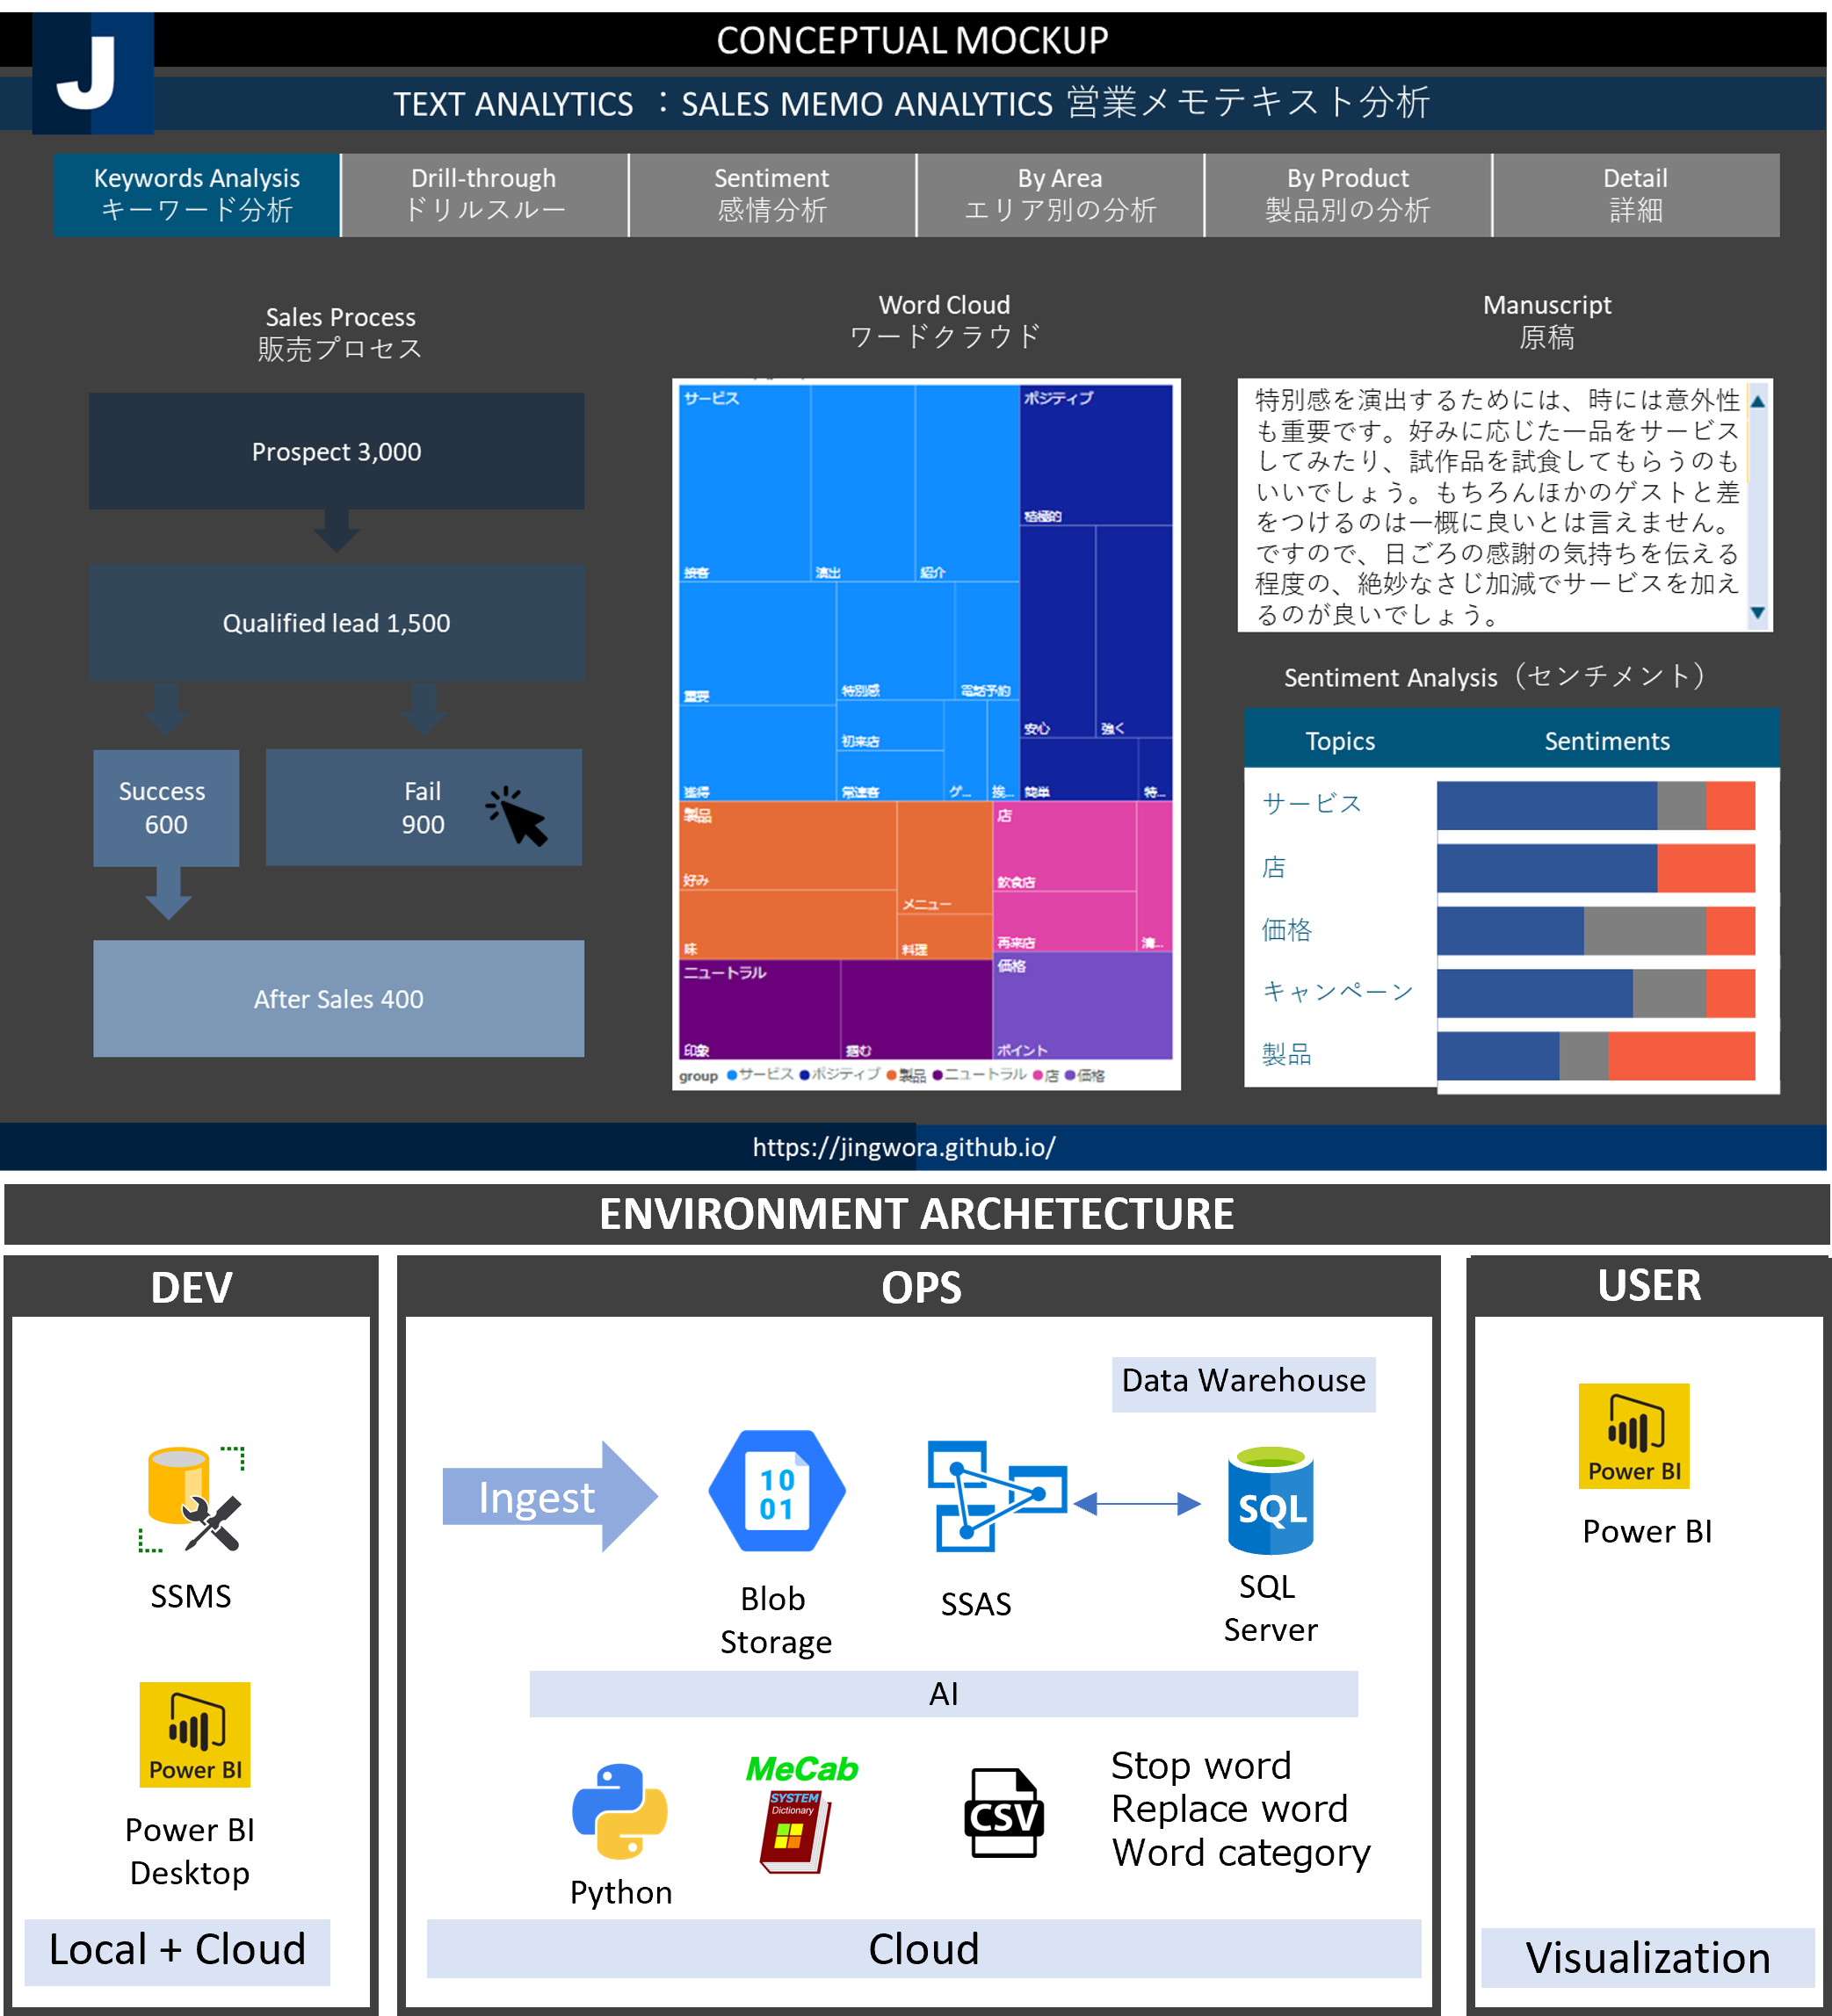 CONCEPTUAL MOCKUP
J
TEXT ANALYTICS ：SALES MEMO ANALYTICS 営業メモテキスト分析
Keywords Analysis
キーワード分析
Drill-through
ドリルスルー
Sentiment
感情分析
By Area
エリア別の分析
By Product
製品別の分析
Detail
詳細
Sales Process
販売プロセス
Prospect 3,000
Qualified lead 1,500
Success
600
Fail
900
After Sales 400
Word Cloud
ワードクラウド
サービス
接客
演出
紹介
重要
特別感
電話予約
獲得
初来店
常連客
ゲ...
挨...
ポジティブ
積極的
安心
強く
簡単
特...
製品
好み
味
メニュー
料理
店
飲食店
再来店
清...
ニュートラル
印象
掴む
価格
ポイント
group サービス ポジティブ 製品 ニュートラル 店 価格
Manuscript
原稿
特別感を演出するためには、時には意外性
も重要です。好みに応じた一品をサービス
してみたり、試作品を試食してもらうのも
いいでしょう。もちろんほかのゲストと差
をつけるのは一概に良いとは言えません。
ですので、日ごろの感謝の気持ちを伝える
程度の、絶妙なさじ加減でサービスを加え
るのが良いでしょう。
Sentiment Analysis（センチメント）
Topics
Sentiments
サービス
店
価格
キャンペーン
製品
https://jingwora.github.io/
ENVIRONMENT ARCHETECTURE
DEV
SSMS
Power BI
Power BI
Desktop
Local + Cloud
OPS
Ingest
10
01
Blob
Storage
SSAS
Data Warehouse
SQL
SQL
Server
AI
Python
MeCab
SYSTEM
Dictionary
CSV
Stop word
Replace word
Word category
Cloud
USER
Power BI
Power BI
Visualization